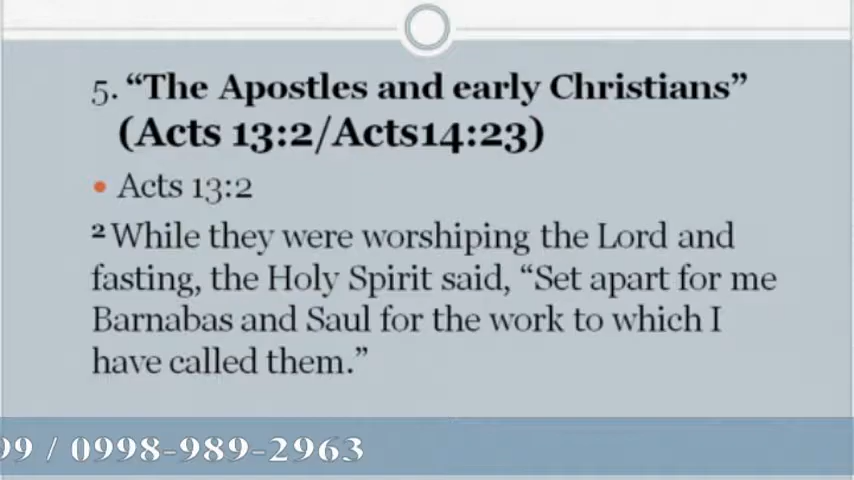 5. “The Apostles and early Christians”
(Acts 13:2/Acts14:23)
• Acts 13:2
² While they were worshiping the Lord and
fasting, the Holy Spirit said, “Set apart for me
Barnabas and Saul for the work to which I
have called them.”
99 / 0998-989-2963